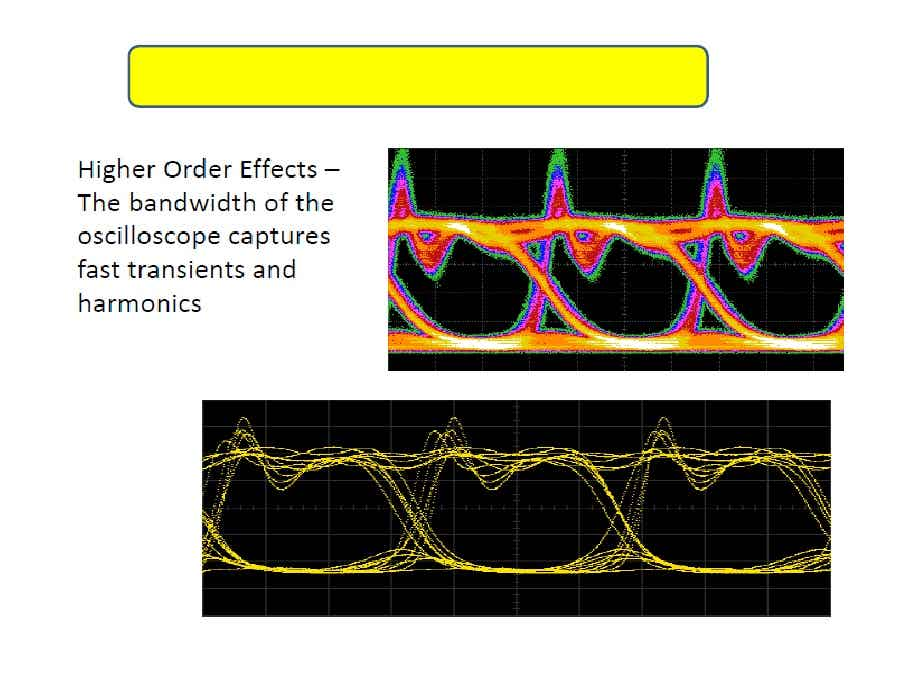 Higher Order Effects –
The bandwidth of the
oscilloscope captures
fast transients and
harmonics